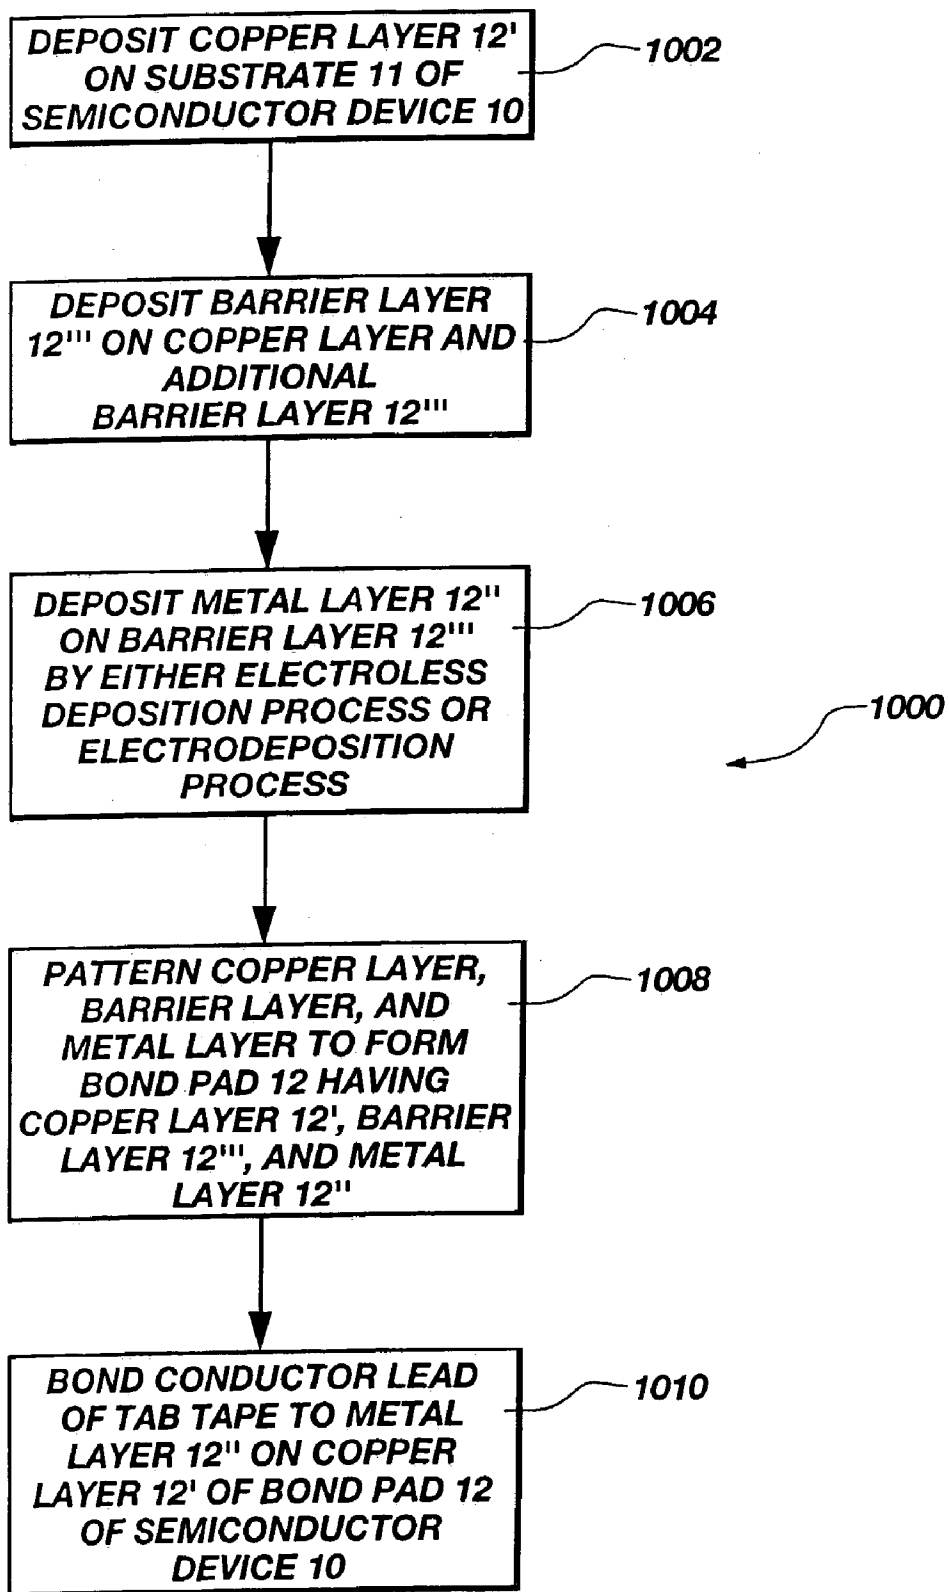 DEPOSIT COPPER LAYER 12'
ON SUBSTRATE 11 OF
SEMICONDUCTOR DEVICE 10
1002
DEPOSIT BARRIER LAYER
12''' ON COPPER LAYER AND
ADDITIONAL
BARRIER LAYER 12'''
1004
DEPOSIT METAL LAYER 12''
ON BARRIER LAYER 12'''
BY EITHER ELECTROLESS
DEPOSITION PROCESS OR
ELECTRODEPOSITION
PROCESS
1006
1000
PATTERN COPPER LAYER,
BARRIER LAYER, AND
METAL LAYER TO FORM
BOND PAD 12 HAVING
COPPER LAYER 12', BARRIER
LAYER 12''', AND METAL
LAYER 12''
1008
BOND CONDUCTOR LEAD
OF TAB TAPE TO METAL
LAYER 12'' ON COPPER
LAYER 12' OF BOND PAD 12
OF SEMICONDUCTOR
DEVICE 10
1010